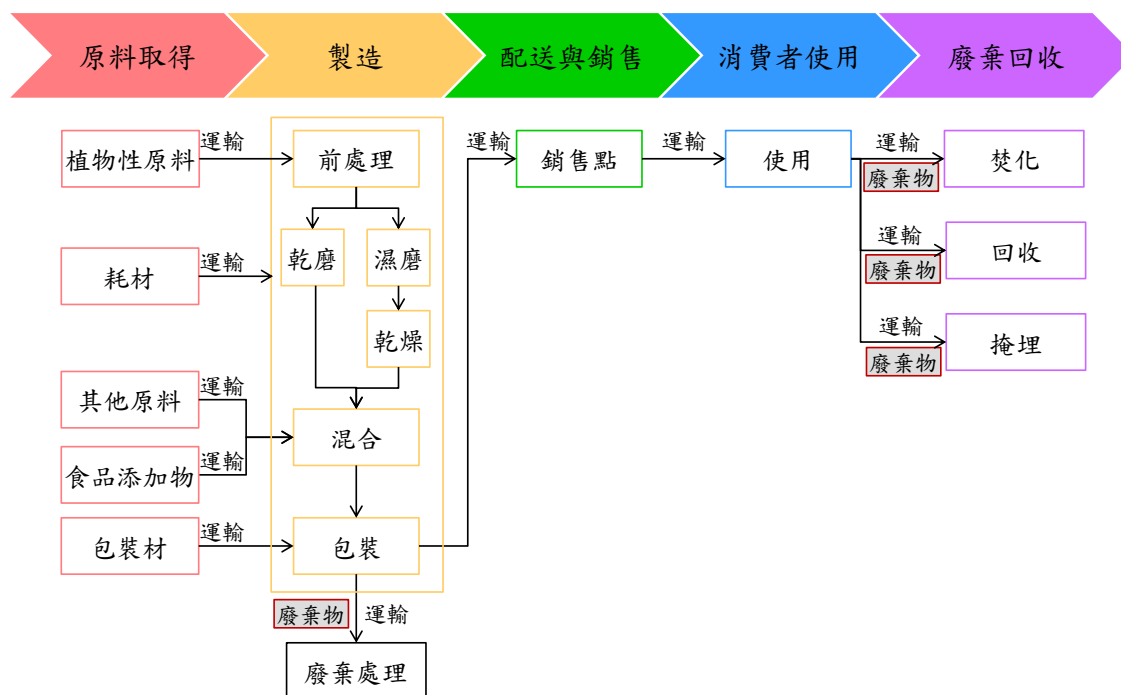 原料取得
製造
配送與銷售
消費者使用
廢棄回收
植物性原料
運輸
前處理
運輸
銷售點
運輸
使用
運輸
廢棄物
焚化
乾磨
濕磨
耗材
運輸
運輸
廢棄物
回收
乾燥
運輸
廢棄物
掩埋
其他原料
運輸
混合
食品添加物
運輸
包裝材
運輸
包裝
廢棄物
運輸
廢棄處理